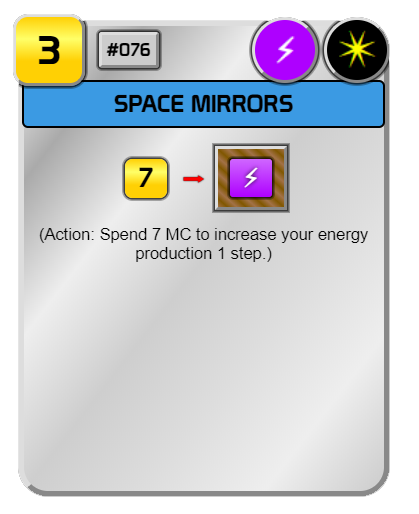 3
#076
SPACE MIRRORS
7
(Action: Spend 7 MC to increase your energy
production 1 step.)